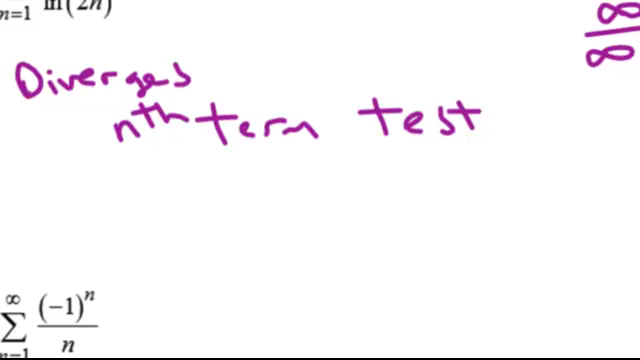 n=1 ln(2n)
∞
∞
Diverges
nth term test
∞ (-1)^n
∑
n=1 n